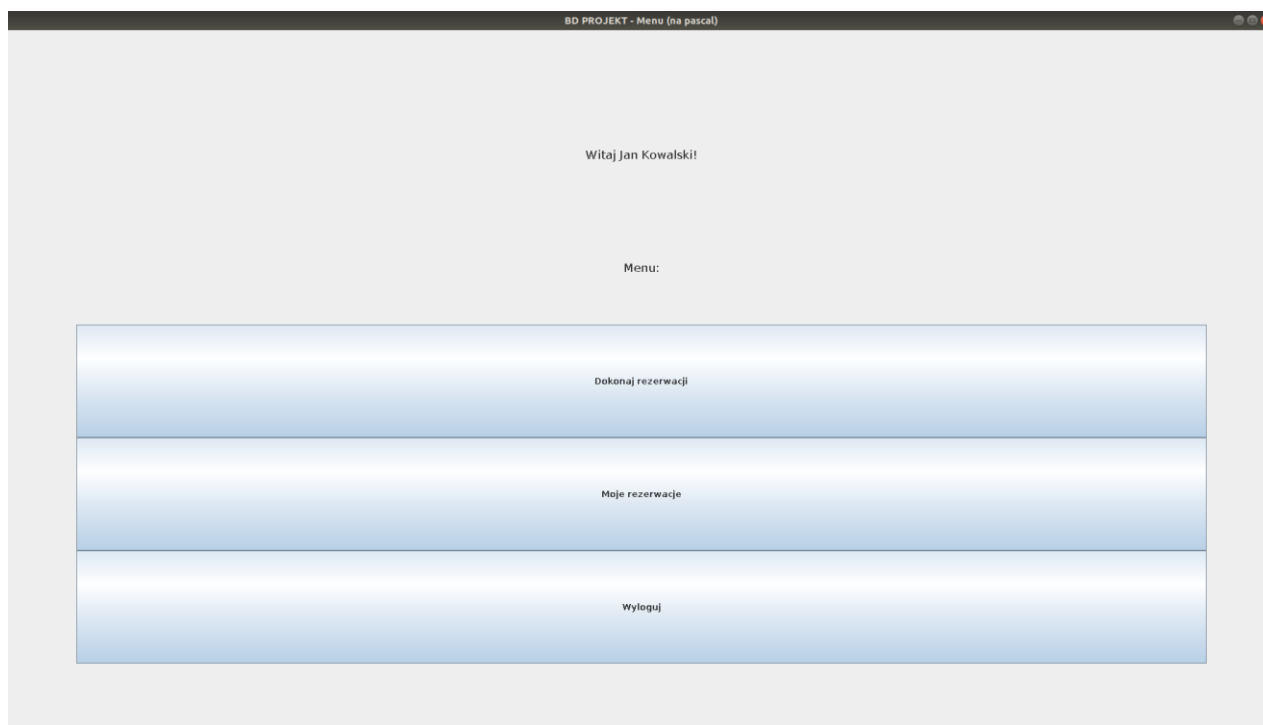 BD PROJEKT - Menu (na pascal)
Witaj Jan Kowalski!
Menu:
Dokonaj rezerwacji
Moje rezerwacje
Wyloguj